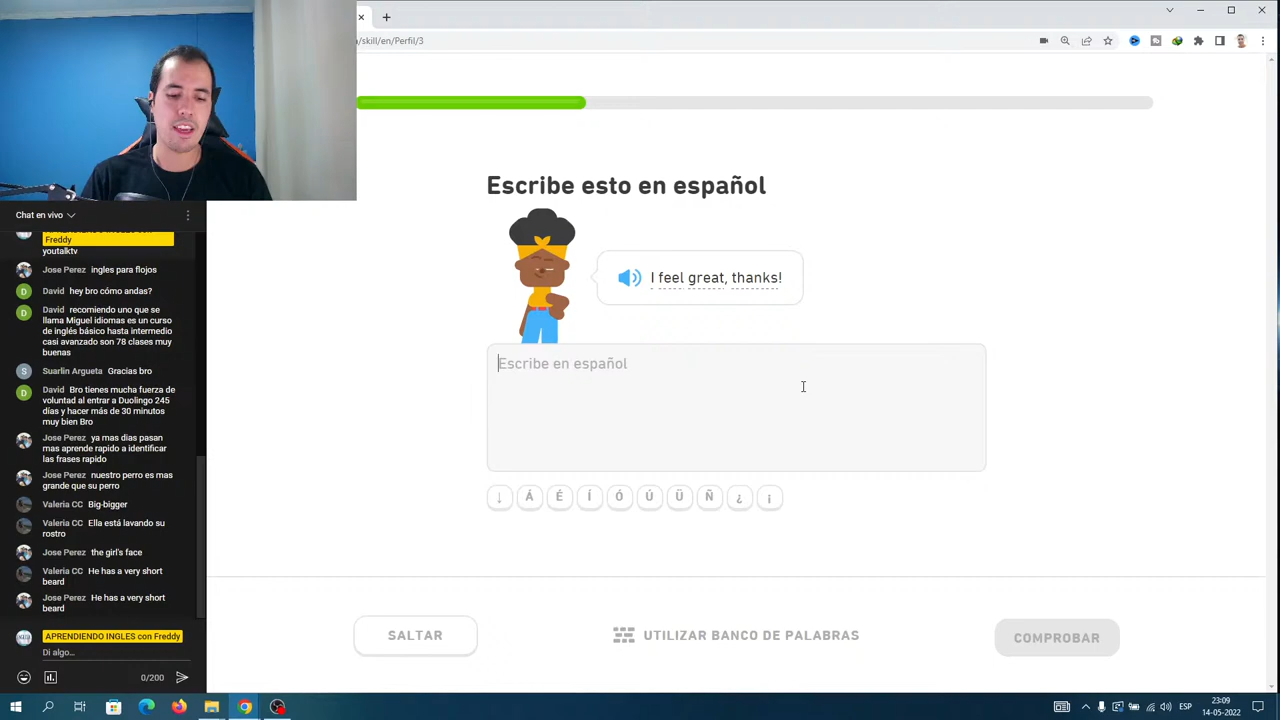 /skill/en/Perfil/3
Escribe esto en español
I feel great, thanks!
Escribe en español
↓ Á É Í Ó Ú Ü Ñ ¿ ¡
SALTAR
UTILIZAR BANCO DE PALABRAS
COMPROBAR
Chat en vivo
Freddy
youtalktv
Jose Perez ingles para flojos
David hey bro cómo andas?
David recomiendo uno que se
llama Miguel idiomas es un curso
de inglés básico hasta intermedio
casi avanzado son 78 clases muy
buenas
Suarlin Argueta Gracias bro
David Bro tienes mucha fuerza de
voluntad al entrar a Duolingo 245
días y hacer más de 30 minutos
muy bien Bro
Jose Perez ya mas dias pasan
mas aprende rapido a identificar
las frases rapido
Jose Perez nuestro perro es mas
grande que su perro
Valeria CC Big-bigger
Valeria CC Ella está lavando su
rostro
Jose Perez the girl's face
Valeria CC He has a very short
beard
Jose Perez He has a very short
beard
APRENDIENDO INGLES con Freddy
Di algo...
0/200
ESP
23:09
14-05-2022